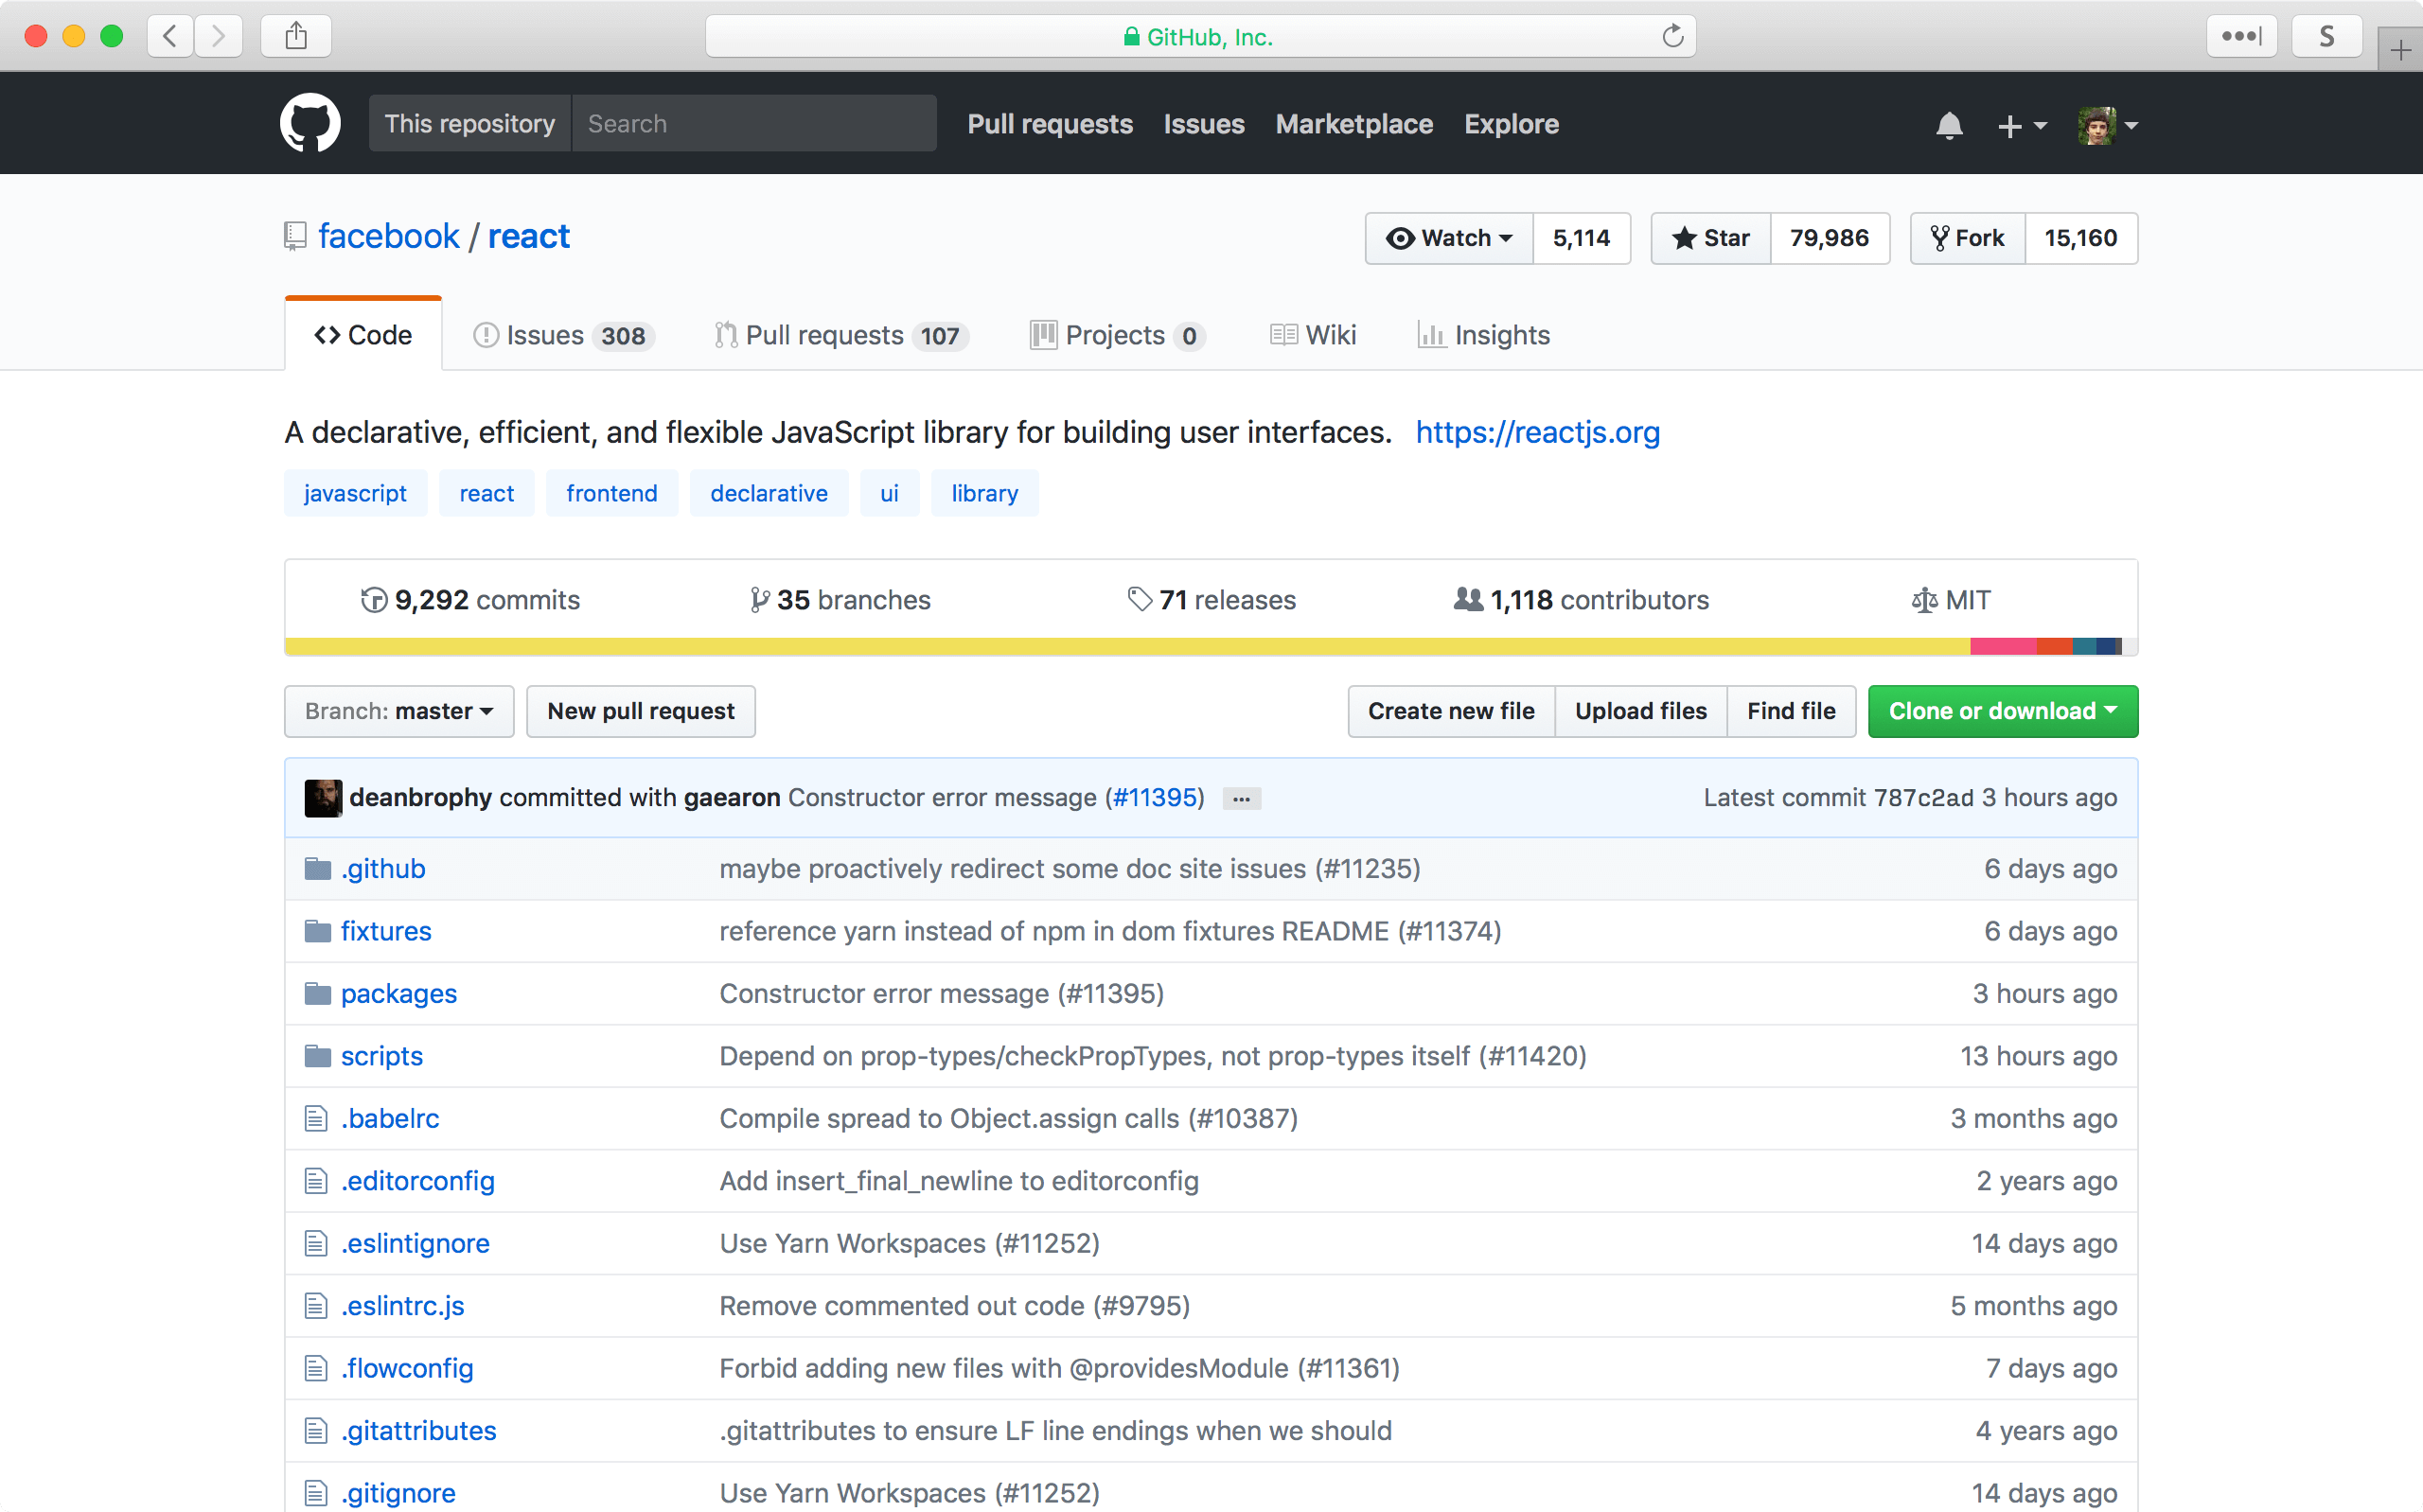 GitHub, Inc.
S
This repository Search Pull requests Issues Marketplace Explore
facebook / react
Watch 5,114 Star 79,986 Fork 15,160
Code Issues 308 Pull requests 107 Projects 0 Wiki Insights
A declarative, efficient, and flexible JavaScript library for building user interfaces. https://reactjs.org
javascript react frontend declarative ui library
9,292 commits 35 branches 71 releases 1,118 contributors MIT
Branch: master New pull request Create new file Upload files Find file Clone or download
deanbrophy committed with gaearon Constructor error message (#11395) ... Latest commit 787c2ad 3 hours ago
.github maybe proactively redirect some doc site issues (#11235) 6 days ago
fixtures reference yarn instead of npm in dom fixtures README (#11374) 6 days ago
packages Constructor error message (#11395) 3 hours ago
scripts Depend on prop-types/checkPropTypes, not prop-types itself (#11420) 13 hours ago
.babelrc Compile spread to Object.assign calls (#10387) 3 months ago
.editorconfig Add insert_final_newline to editorconfig 2 years ago
.eslintignore Use Yarn Workspaces (#11252) 14 days ago
.eslintrc.js Remove commented out code (#9795) 5 months ago
.flowconfig Forbid adding new files with @providesModule (#11361) 7 days ago
.gitattributes .gitattributes to ensure LF line endings when we should 4 years ago
.gitignore Use Yarn Workspaces (#11252) 14 days ago